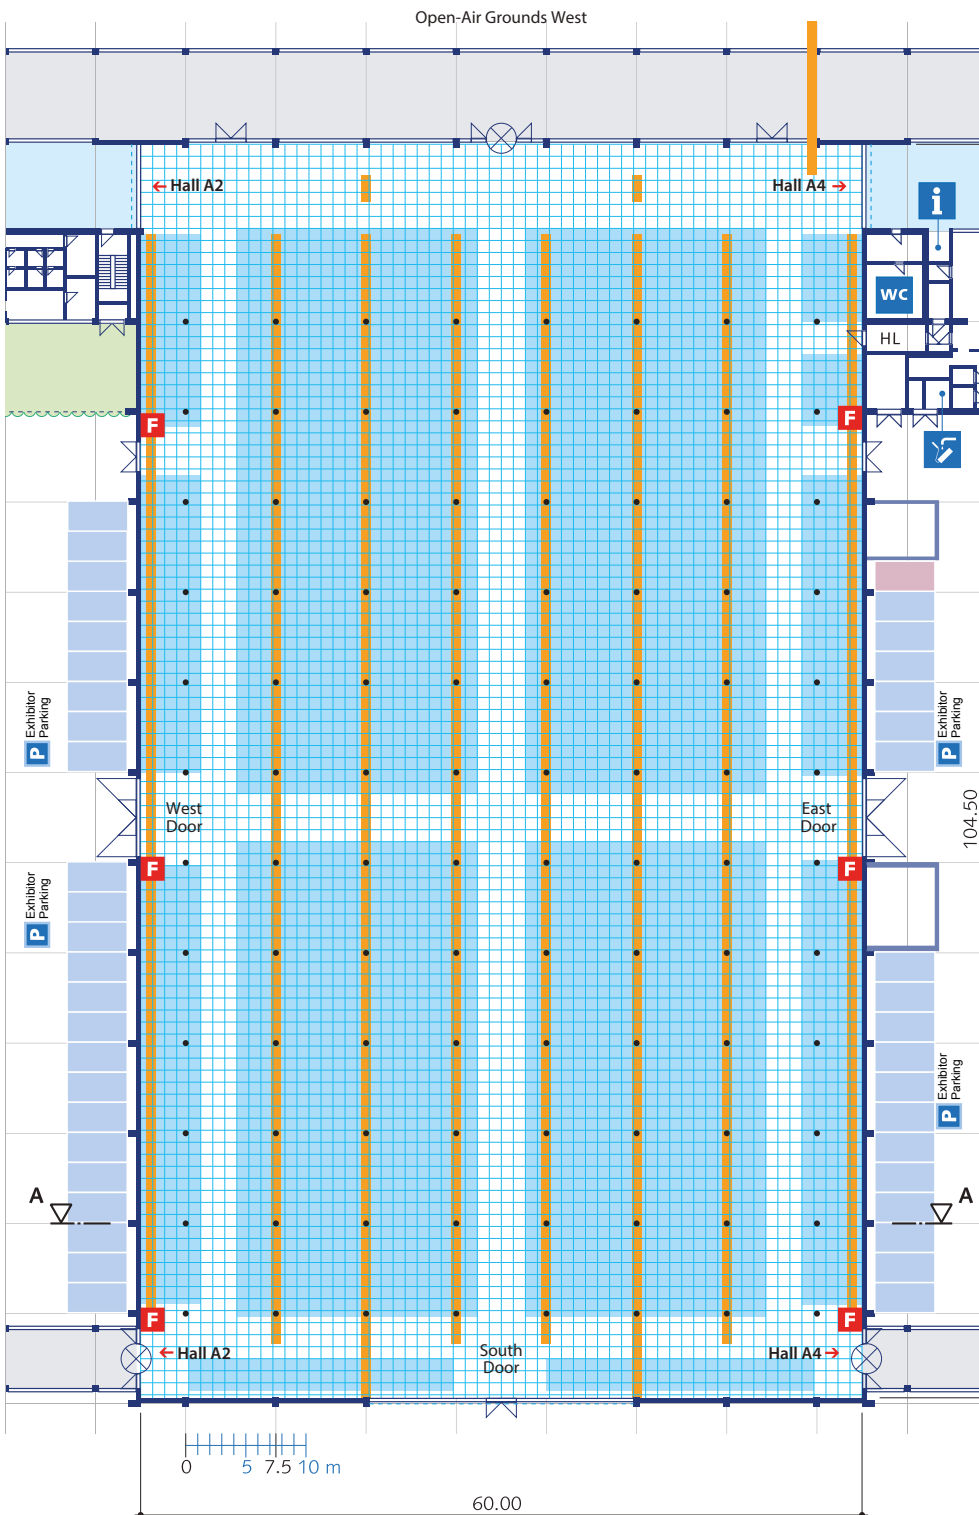 Open-Air Grounds West
← Hall A2
Hall A4 →
i
WC
HL
F
F
Exhibitor
Parking
P
Exhibitor
Parking
P
West
Door
East
Door
104.50
F
F
Exhibitor
Parking
P
Exhibitor
Parking
P
A
A
F
F
← Hall A2
South
Door
Hall A4 →
0 5 7.5 10 m
60.00